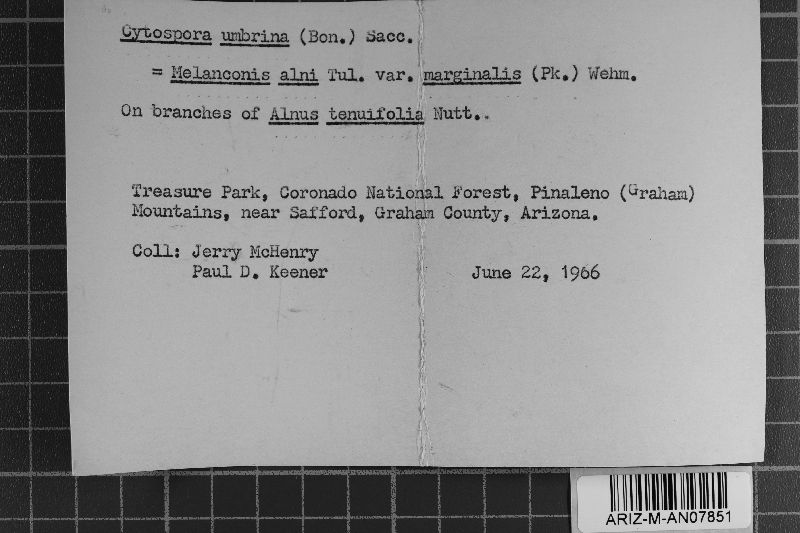 Cytospora umbrina (Bon.) Sacc.
= Melanconis alni Tul. var. marginalis (Pk.) Wehm.
On branches of Alnus tenuifolia Nutt..
Treasure Park, Coronado National Forest, Pinaleno (Graham)
Mountains, near Safford, Graham County, Arizona.
Coll: Jerry McHenry
Paul D. Keener June 22, 1966
ARIZ-M-AN07851